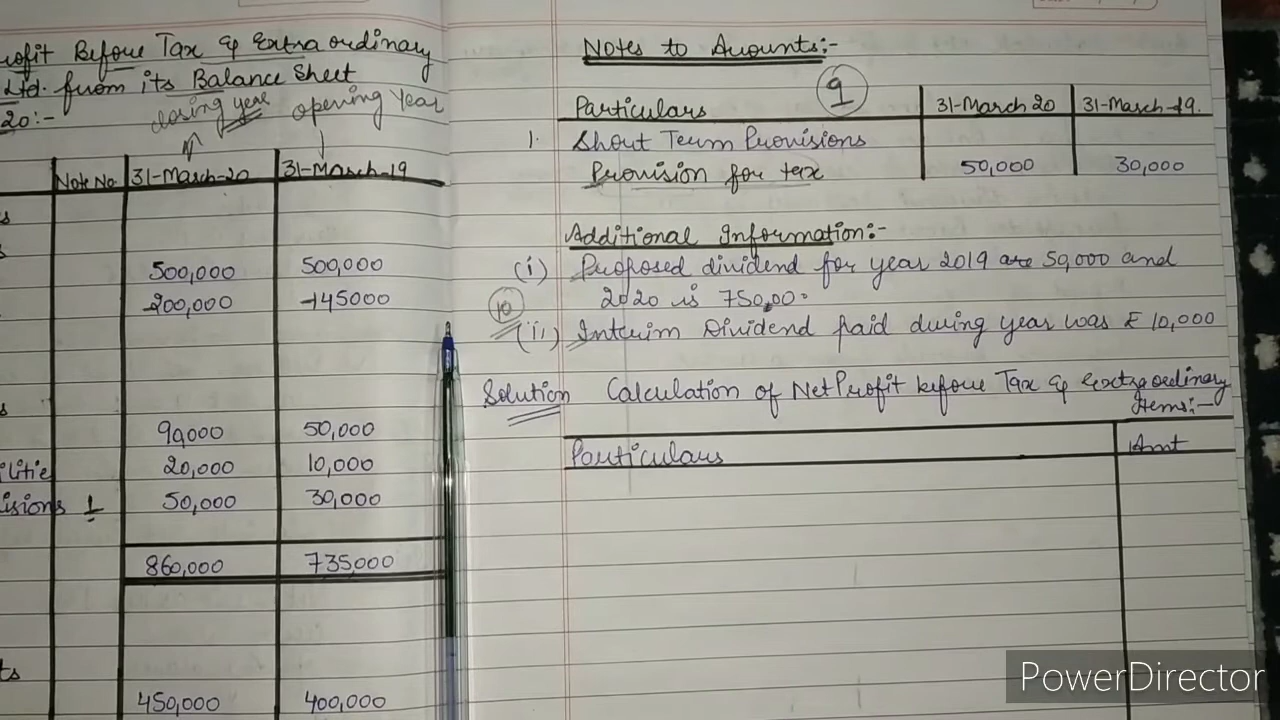 rofit Before Tax & Extraordinary
Ltd. from its Balance Sheet
20:-
closing year opening Year
Note No. 31-March-20 31-March-19
s
s
500,000 500,000
200,000 145000
s
90,000 50,000
ilitie 20,000 10,000
isions 1 50,000 30,000
860,000 735,000
ts
450,000 400,000
Notes to Accounts:-
9
Particulars 31-March 20 31-March-19.
1. Short Term Provisions
Provision for tax 50,000 30,000
Additional Information:-
(i) Proposed dividend for year 2019 are 50,000 and
2020 is 750,00.
10
(ii) Interim Dividend paid during year was ₹ 10,000
Solution Calculation of Net Profit before Tax & extraordinary
items:-
Particulars Amt
PowerDirector